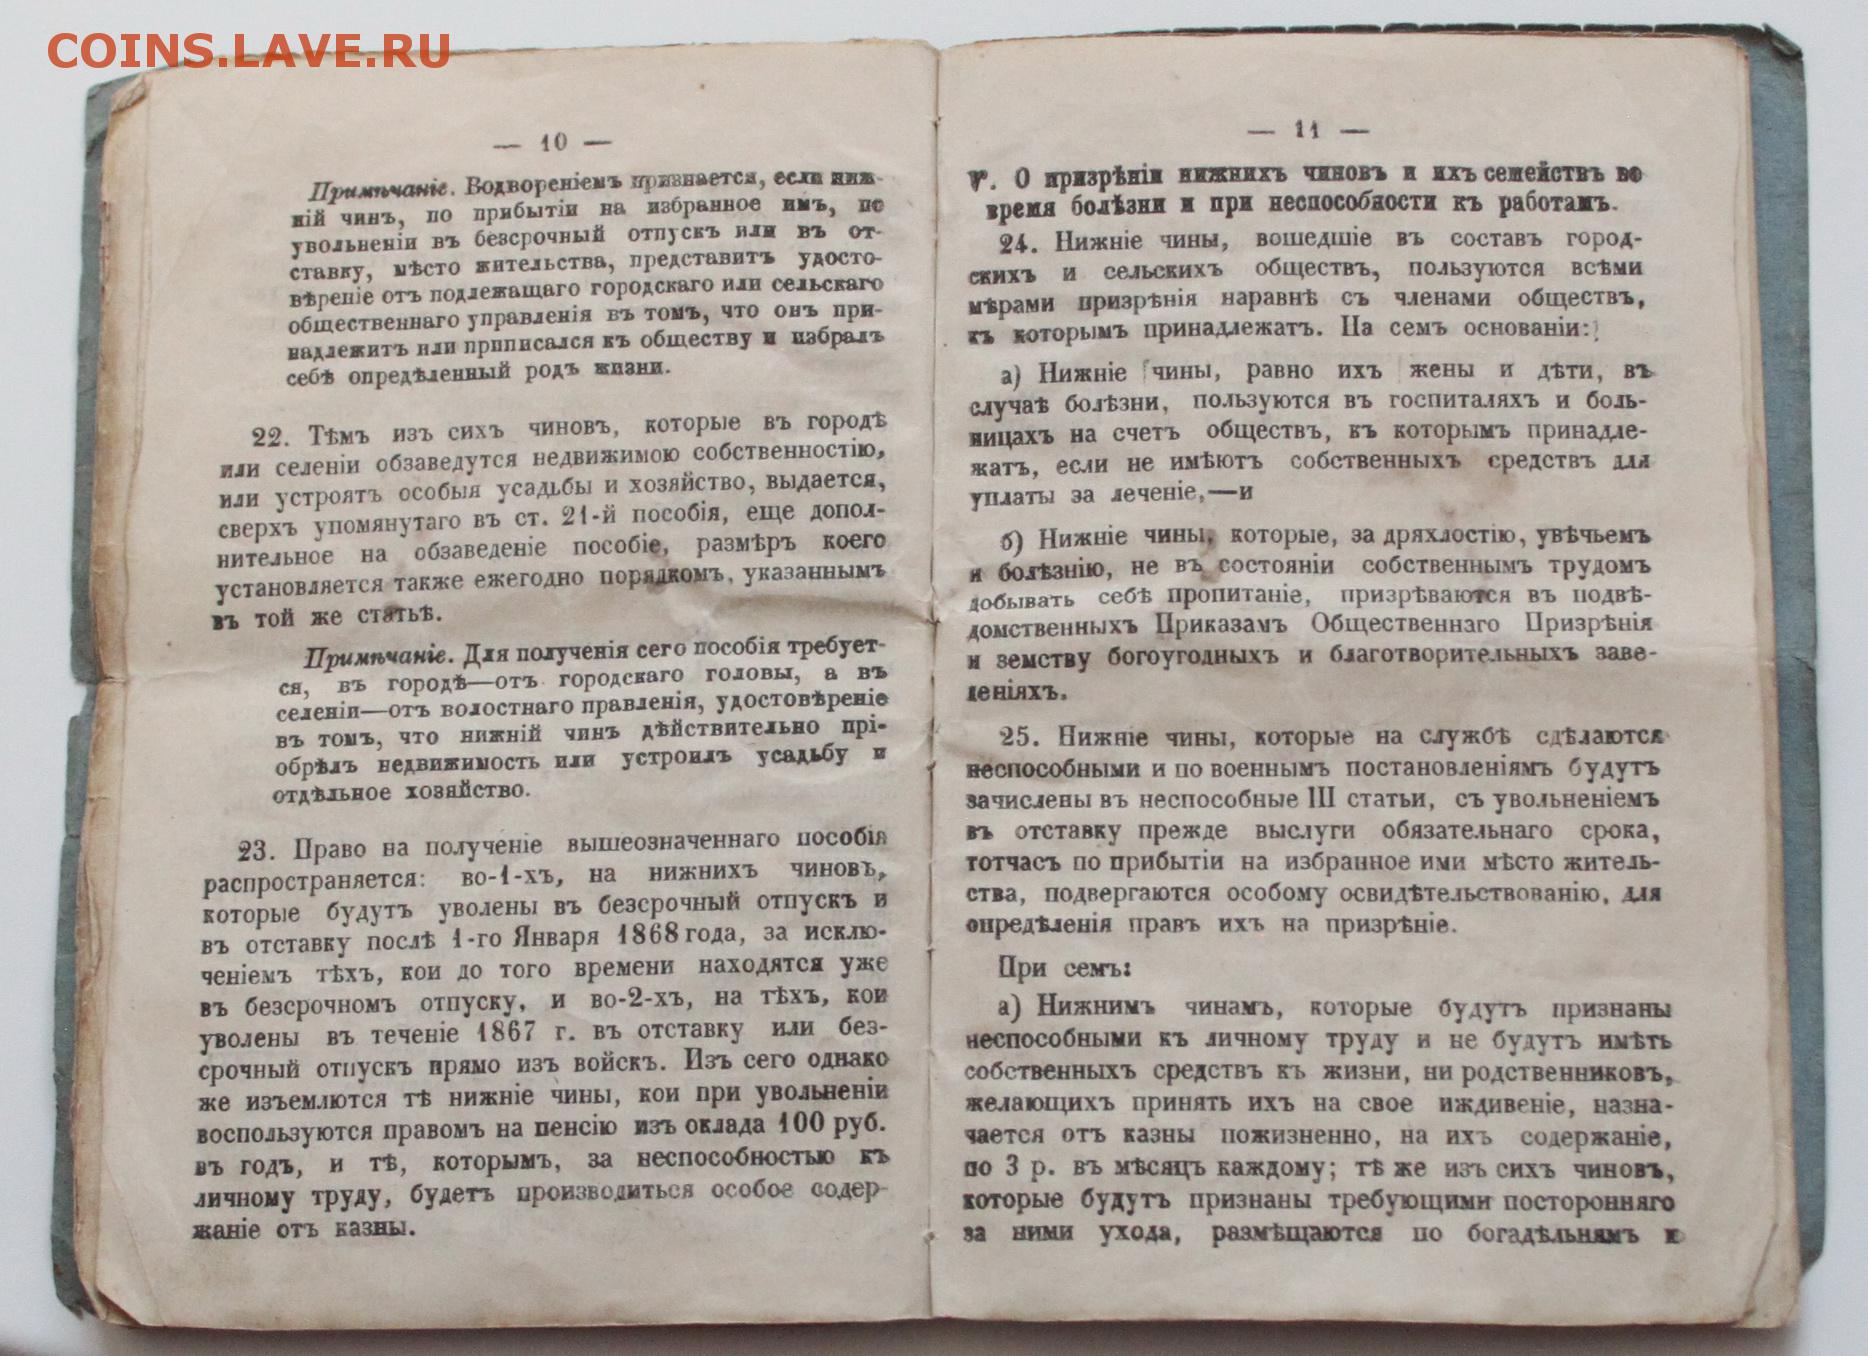 COINS.LAVE.RU
— 10 —
Примѣчаніе. Водвореніемъ признается, если ниж-
ній чинъ, по прибытіи на избранное имъ, по
увольненіи въ безсрочный отпускъ или въ от-
ставку, мѣсто жительства, представитъ удосто-
вѣреніе отъ подлежащаго городскаго или сельскаго
общественнаго управленія въ томъ, что онъ при-
надлежитъ или приписался къ обществу и избралъ
себѣ опредѣленный родъ жизни.
22. Тѣмъ изъ сихъ чиновъ, которые въ городѣ
или селеніи обзаведутся недвижимою собственностію,
или устроятъ особыя усадьбы и хозяйство, выдается,
сверхъ упомянутаго въ ст. 21-й пособія, еще допол-
нительное на обзаведеніе пособіе, размѣръ коего
установляется также ежегодно порядкомъ, указаннымъ
въ той же статьѣ.
Примѣчаніе. Для полученія сего пособія требует-
ся, въ городѣ—отъ городскаго головы, а въ
селеніи—отъ волостнаго правленія, удостовѣреніе
въ томъ, что нижній чинъ дѣйствительно прі-
обрѣлъ недвижимость или устроилъ усадьбу и
отдѣльное хозяйство.
23. Право на полученіе вышеозначеннаго пособія
распространяется: во-1-хъ, на нижнихъ чиновъ,
которые будутъ уволены въ безсрочный отпускъ и
въ отставку послѣ 1-го Января 1868 года, за исклю-
ченіемъ тѣхъ, кои до того времени находятся уже
въ безсрочномъ отпуску, и во-2-хъ, на тѣхъ, кои
уволены въ теченіе 1867 г. въ отставку или без-
срочный отпускъ прямо изъ войскъ. Изъ сего однако
же изъемлются тѣ нижніе чины, кои при увольненіи
воспользуются правомъ на пенсію изъ оклада 100 руб.
въ годъ, и тѣ, которымъ, за неспособностью къ
личному труду, будетъ производиться особое содер-
жаніе отъ казны.
— 11 —
V. О призрѣніи нижнихъ чиновъ и ихъ семействъ во
время болѣзни и при неспособности къ работамъ.
24. Нижніе чины, вошедшіе въ составъ город-
скихъ и сельскихъ обществъ, пользуются всѣми
мѣрами призрѣнія наравнѣ съ членами обществъ,
къ которымъ принадлежатъ. На семъ основаніи:
а) Нижніе чины, равно ихъ жены и дѣти, въ
случаѣ болѣзни, пользуются въ госпиталяхъ и боль-
ницахъ на счетъ обществъ, къ которымъ принадле-
жатъ, если не имѣютъ собственныхъ средствъ для
уплаты за леченіе,—и
б) Нижніе чины, которые, за дряхлостію, увѣчьемъ
и болѣзнію, не въ состояніи собственнымъ трудомъ
добывать себѣ пропитаніе, призрѣваются въ подвѣ-
домственныхъ Приказамъ Общественнаго Призрѣнія
и земству богоугодныхъ и благотворительныхъ заве-
деніяхъ.
25. Нижніе чины, которые на службѣ сдѣлаются
неспособными и по военнымъ постановленіямъ будутъ
зачислены въ неспособные III статьи, съ увольненіемъ
въ отставку прежде выслуги обязательнаго срока,
тотчасъ по прибытіи на избранное ими мѣсто житель-
ства, подвергаются особому освидѣтельствованію, для
опредѣленія правъ ихъ на призрѣніе.
При семъ:
а) Нижнимъ чинамъ, которые будутъ признаны
неспособными къ личному труду и не будутъ имѣть
собственныхъ средствъ къ жизни, ни родственниковъ,
желающихъ принять ихъ на свое иждивеніе, назна-
чается отъ казны пожизненно, на ихъ содержаніе,
по 3 р. въ мѣсяцъ каждому; тѣ же изъ сихъ чиновъ,
которые будутъ признаны требующими посторонняго
за ними ухода, размѣщаются по богадѣльнямъ и